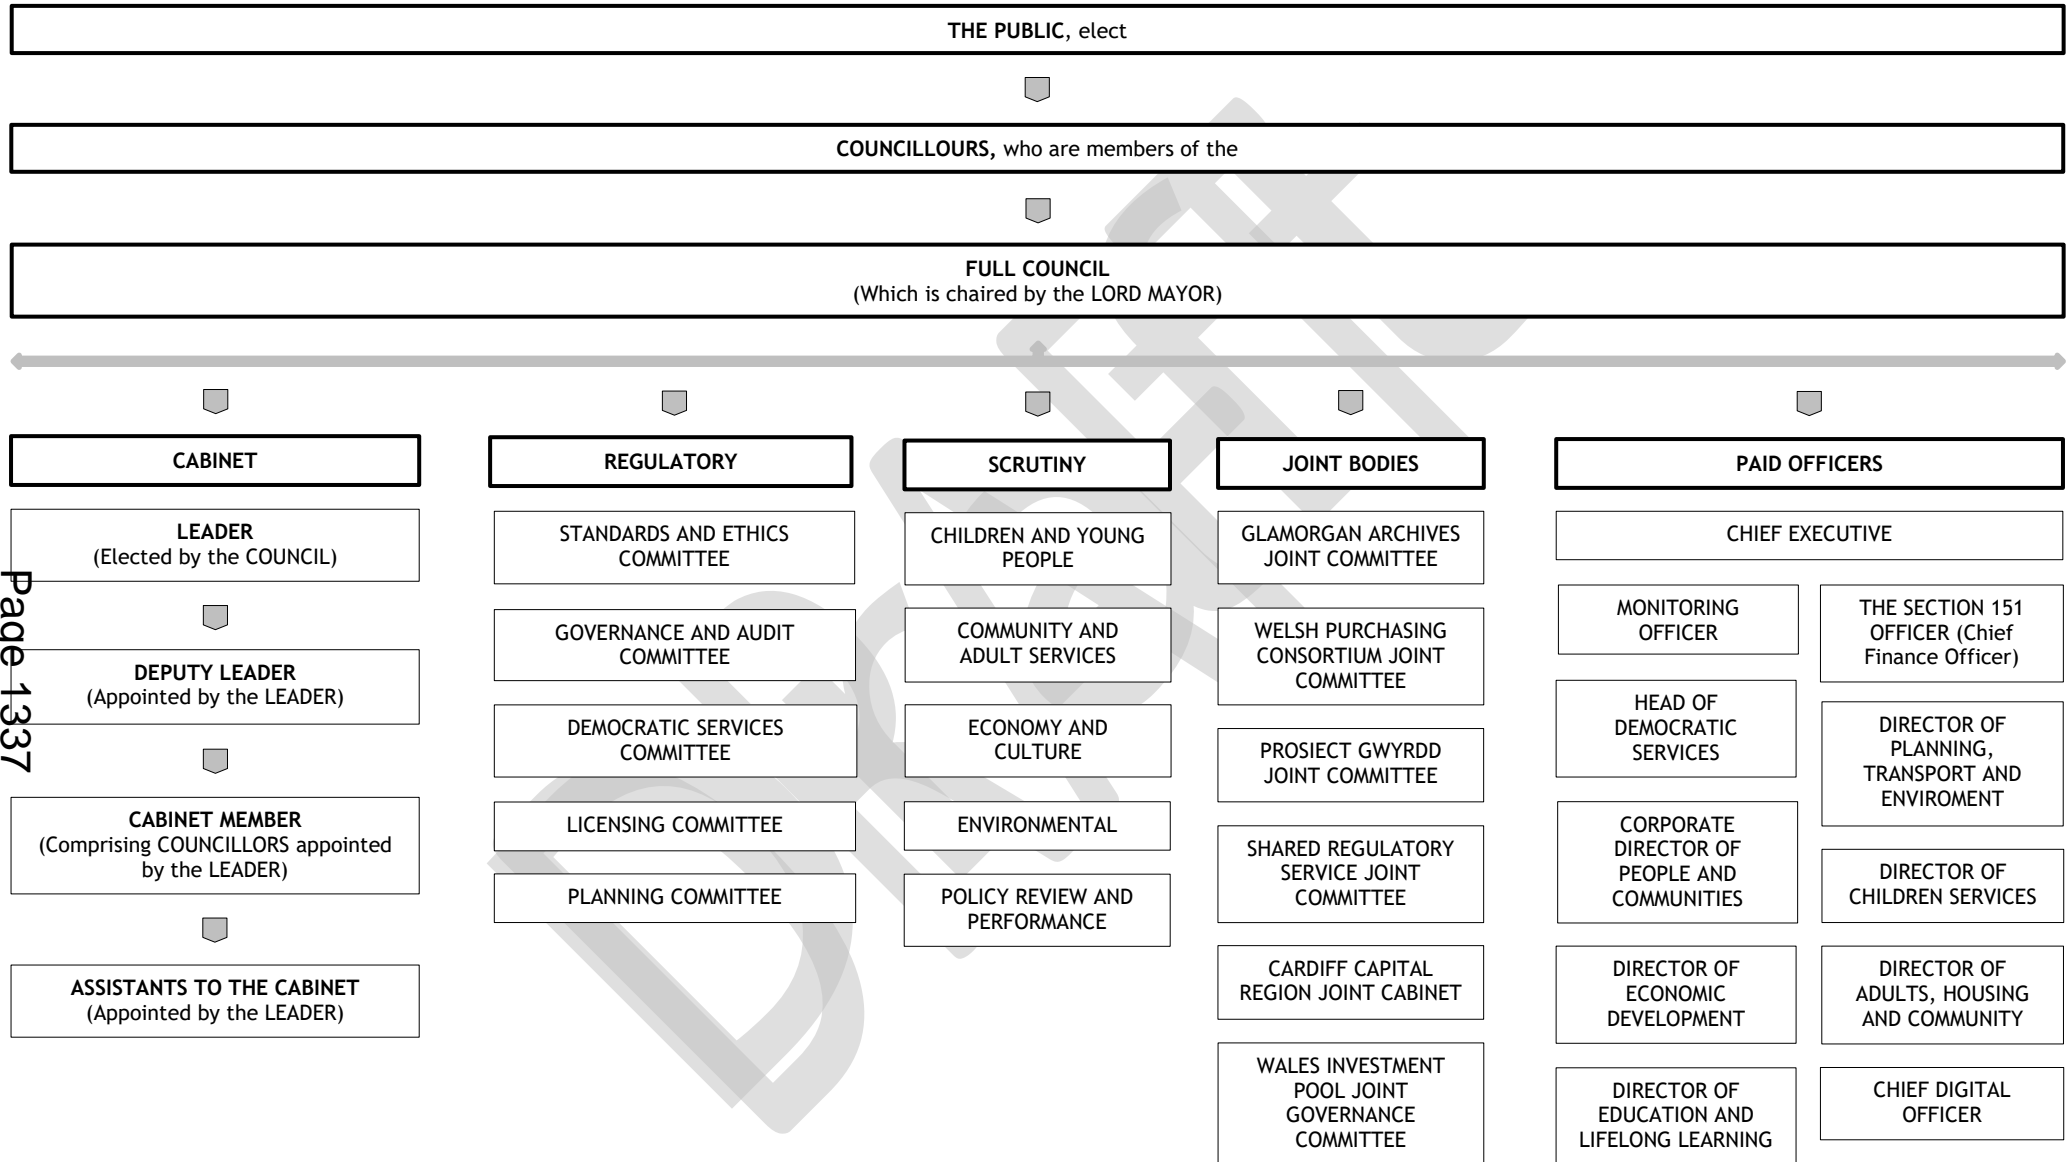 THE PUBLIC, elect
COUNCILLOURS, who are members of the
FULL COUNCIL
(Which is chaired by the LORD MAYOR)
CABINET
LEADER
(Elected by the COUNCIL)
DEPUTY LEADER
(Appointed by the LEADER)
CABINET MEMBER
(Comprising COUNCILLORS appointed
by the LEADER)
ASSISTANTS TO THE CABINET
(Appointed by the LEADER)
REGULATORY
STANDARDS AND ETHICS
COMMITTEE
GOVERNANCE AND AUDIT
COMMITTEE
DEMOCRATIC SERVICES
COMMITTEE
LICENSING COMMITTEE
PLANNING COMMITTEE
SCRUTINY
CHILDREN AND YOUNG
PEOPLE
COMMUNITY AND
ADULT SERVICES
ECONOMY AND
CULTURE
ENVIRONMENTAL
POLICY REVIEW AND
PERFORMANCE
JOINT BODIES
GLAMORGAN ARCHIVES
JOINT COMMITTEE
WELSH PURCHASING
CONSORTIUM JOINT
COMMITTEE
PROSIECT GWYRDD
JOINT COMMITTEE
SHARED REGULATORY
SERVICE JOINT
COMMITTEE
CARDIFF CAPITAL
REGION JOINT CABINET
WALES INVESTMENT
POOL JOINT
GOVERNANCE
COMMITTEE
PAID OFFICERS
CHIEF EXECUTIVE
MONITORING
OFFICER
THE SECTION 151
OFFICER (Chief
Finance Officer)
HEAD OF
DEMOCRATIC
SERVICES
DIRECTOR OF
PLANNING,
TRANSPORT AND
ENVIROMENT
CORPORATE
DIRECTOR OF
PEOPLE AND
COMMUNITIES
DIRECTOR OF
CHILDREN SERVICES
DIRECTOR OF
ECONOMIC
DEVELOPMENT
DIRECTOR OF
ADULTS, HOUSING
AND COMMUNITY
DIRECTOR OF
EDUCATION AND
LIFELONG LEARNING
CHIEF DIGITAL
OFFICER
Page 1337